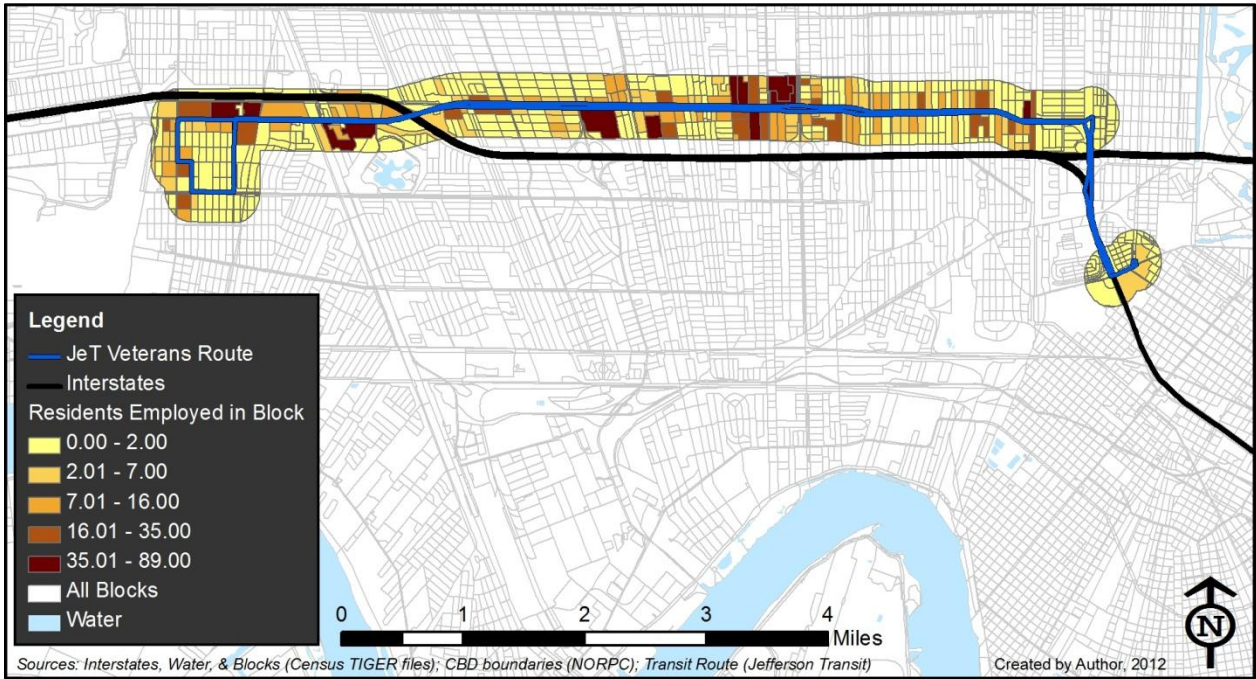 Legend
JeT Veterans Route
Interstates
Residents Employed in Block
0.00 - 2.00
2.01 - 7.00
7.01 - 16.00
16.01 - 35.00
35.01 - 89.00
All Blocks
Water
0 1 2 3 4
Miles
N
Sources: Interstates, Water, & Blocks (Census TIGER files); CBD boundaries (NORPC); Transit Route (Jefferson Transit)
Created by Author, 2012